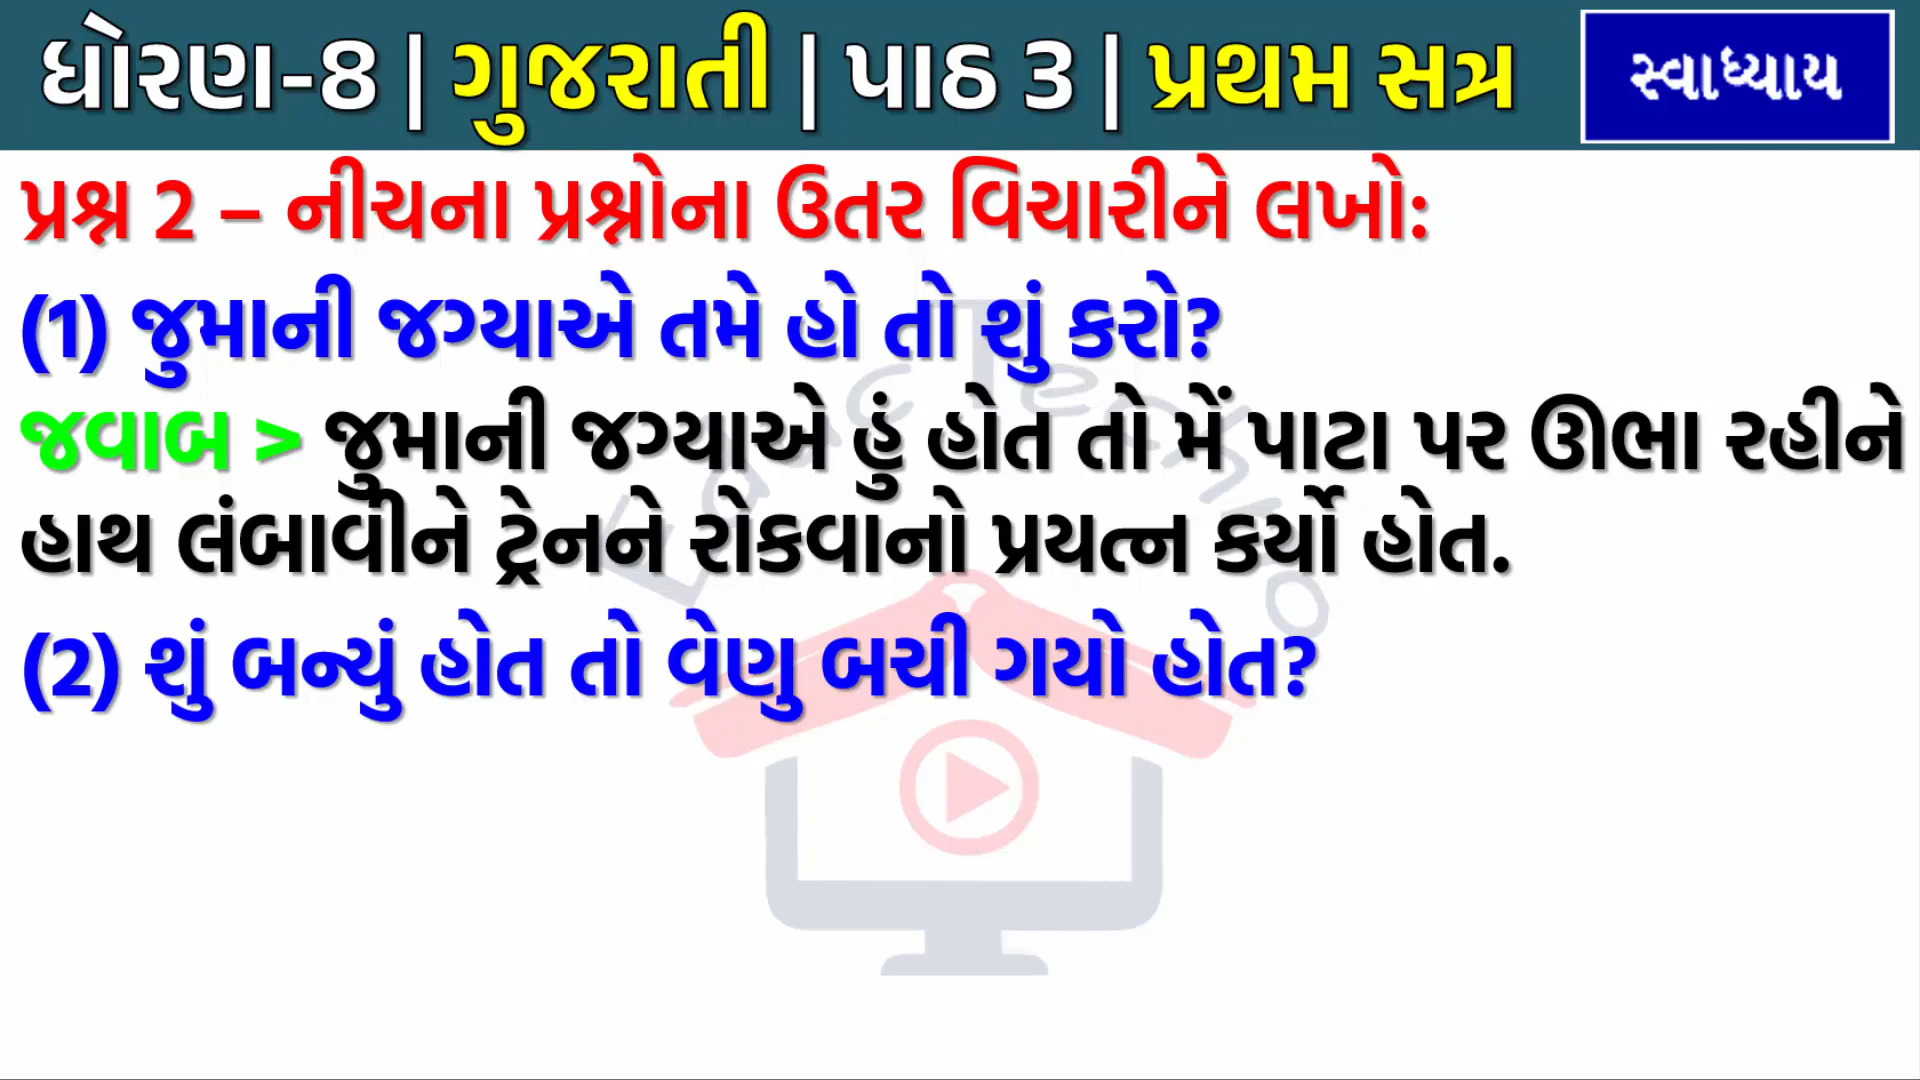 ધોરણ-8 | ગુજરાતી | પાઠ 3 | પ્રથમ સત્ર
સ્વાધ્યાય
પ્રશ્ન 2 – નીચના પ્રશ્નોના ઉતર વિચારીને લખો:
(1) જુમાની જગ્યાએ તમે હો તો શું કરો?
જવાબ > જુમાની જગ્યાએ હું હોત તો મેં પાટા પર ઊભા રહીને
હાથ લંબાવીને ટ્રેનને રોકવાનો પ્રયત્ન કર્યો હોત.
(2) શું બન્યું હોત તો વેણુ બચી ગયો હોત?